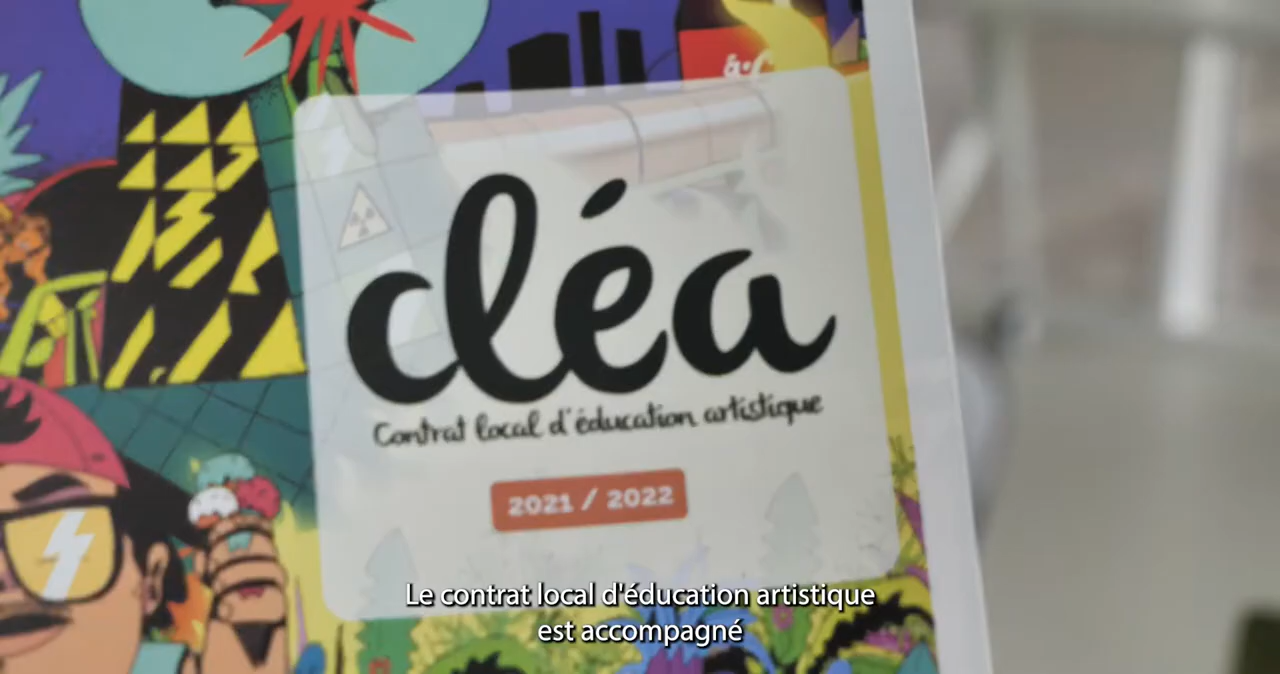 cléa
Contrat local d'éducation artistique
2021 / 2022
Le contrat local d'éducation artistique
est accompagné